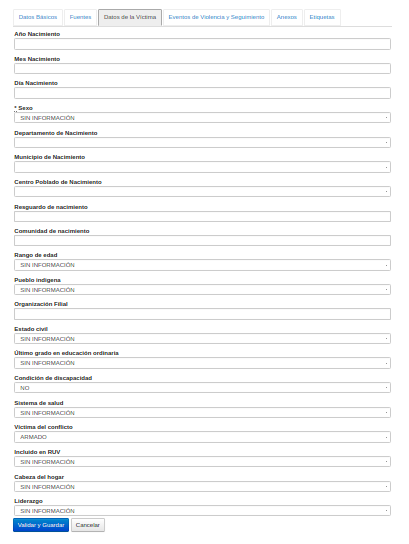 Datos Básicos Fuentes Datos de la Víctima Eventos de Violencia y Seguimiento Anexos Etiquetas
Año Nacimiento
Mes Nacimiento
Día Nacimiento
* Sexo
SIN INFORMACIÓN
Departamento de Nacimiento
Municipio de Nacimiento
Centro Poblado de Nacimiento
Resguardo de nacimiento
Comunidad de nacimiento
Rango de edad
SIN INFORMACIÓN
Pueblo indígena
SIN INFORMACIÓN
Organización Filial
Estado civil
SIN INFORMACIÓN
Último grado en educación ordinaria
SIN INFORMACIÓN
Condición de discapacidad
NO
Sistema de salud
SIN INFORMACIÓN
Víctima del conflicto
ARMADO
Incluido en RUV
SIN INFORMACIÓN
Cabeza del hogar
SIN INFORMACIÓN
Liderazgo
SIN INFORMACIÓN
Validar y Guardar Cancelar